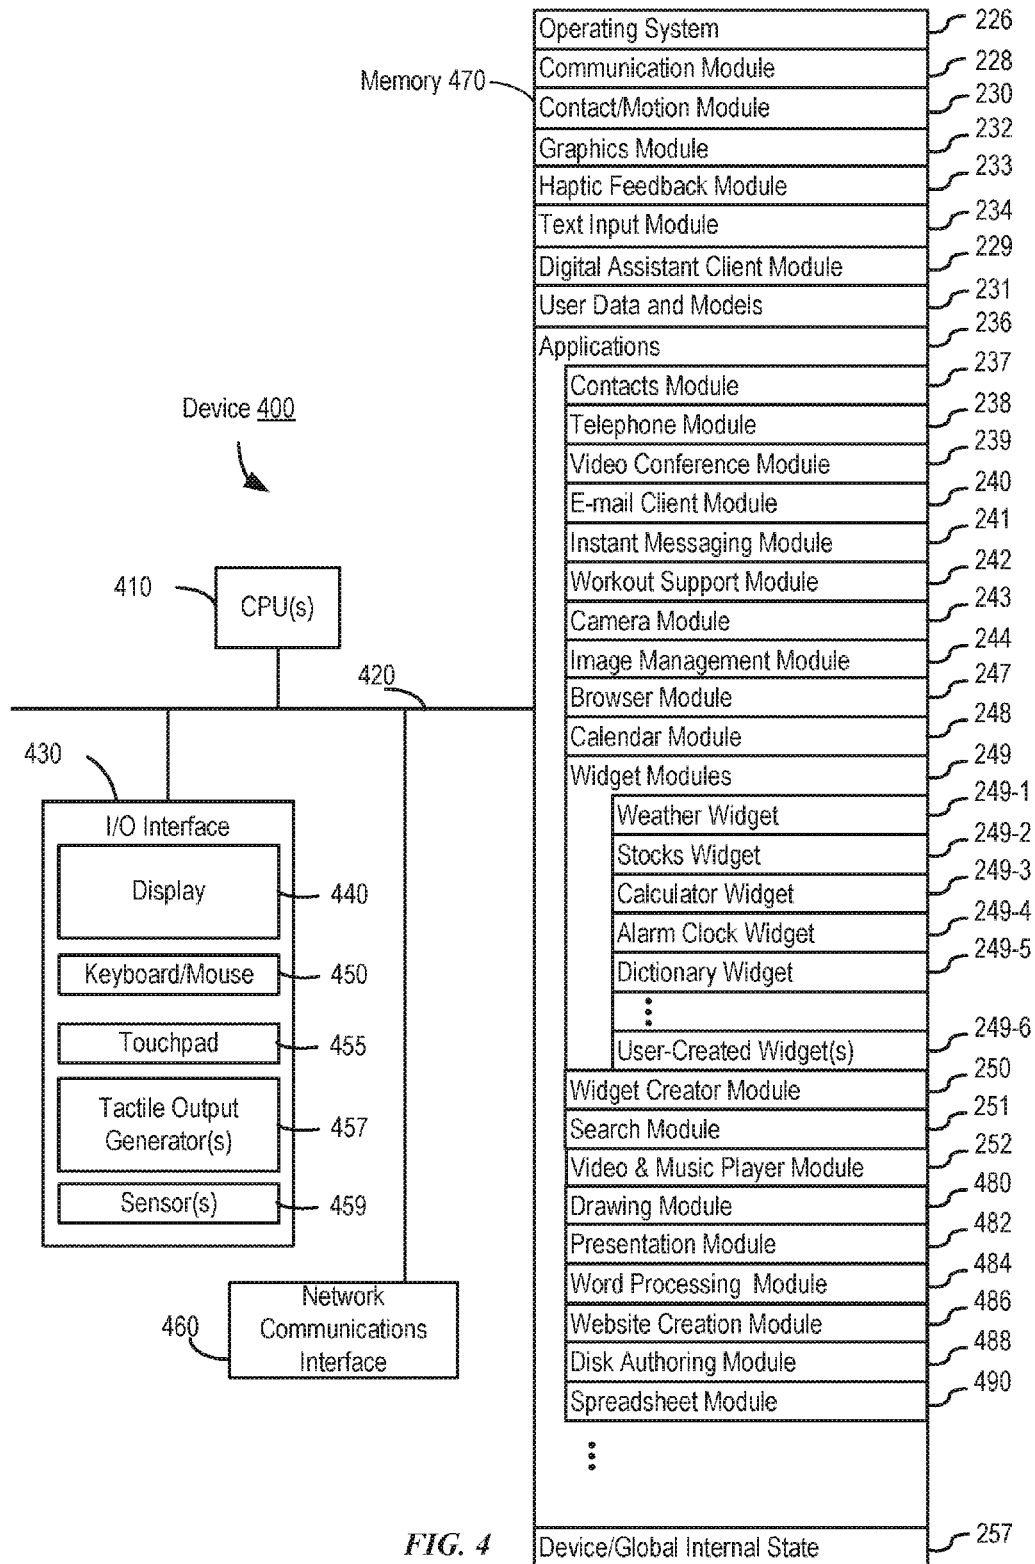 Operating System 226
Communication Module 228
Memory 470
Contact/Motion Module 230
Graphics Module 232
Haptic Feedback Module 233
Text Input Module 234
Digital Assistant Client Module 229
User Data and Models 231
Applications 236
Contacts Module 237
Telephone Module 238
Video Conference Module 239
E-mail Client Module 240
Instant Messaging Module 241
Workout Support Module 242
Camera Module 243
Image Management Module 244
Browser Module 247
Calendar Module 248
Widget Modules 249
Weather Widget 249-1
Stocks Widget 249-2
Calculator Widget 249-3
Alarm Clock Widget 249-4
Dictionary Widget 249-5
User-Created Widget(s) 249-6
Widget Creator Module 250
Search Module 251
Video & Music Player Module 252
Drawing Module 480
Presentation Module 482
Word Processing Module 484
Website Creation Module 486
Disk Authoring Module 488
Spreadsheet Module 490
Device/Global Internal State 257
Device 400
410
CPU(s)
420
430
I/O Interface
Display 440
Keyboard/Mouse 450
Touchpad 455
Tactile Output
Generator(s) 457
Sensor(s) 459
460
Network
Communications
Interface
FIG. 4